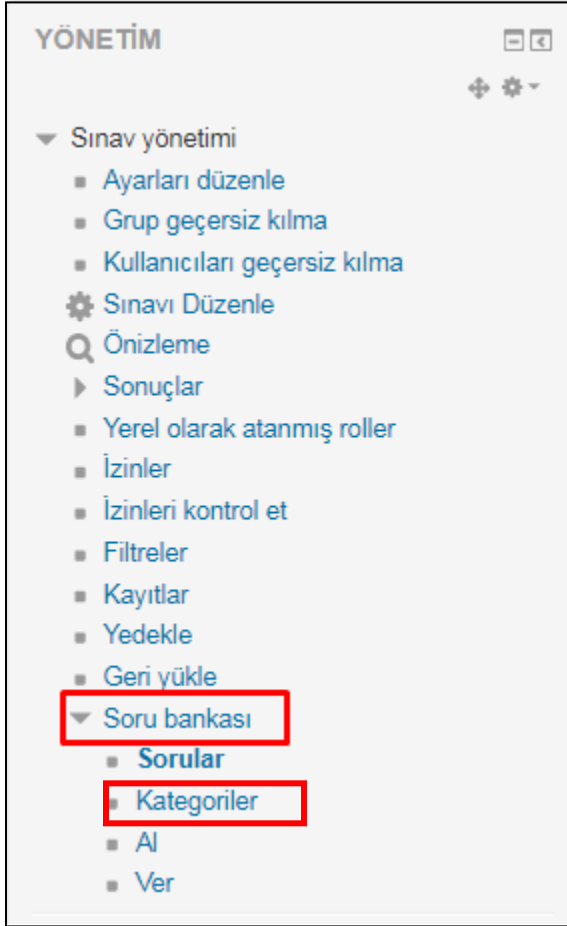 YÖNETİM
Sınav yönetimi
Ayarları düzenle
Grup geçersiz kılma
Kullanıcıları geçersiz kılma
Sınavı Düzenle
Önizleme
Sonuçlar
Yerel olarak atanmış roller
İzinler
İzinleri kontrol et
Filtreler
Kayıtlar
Yedekle
Geri yükle
Soru bankası
Sorular
Kategoriler
Al
Ver